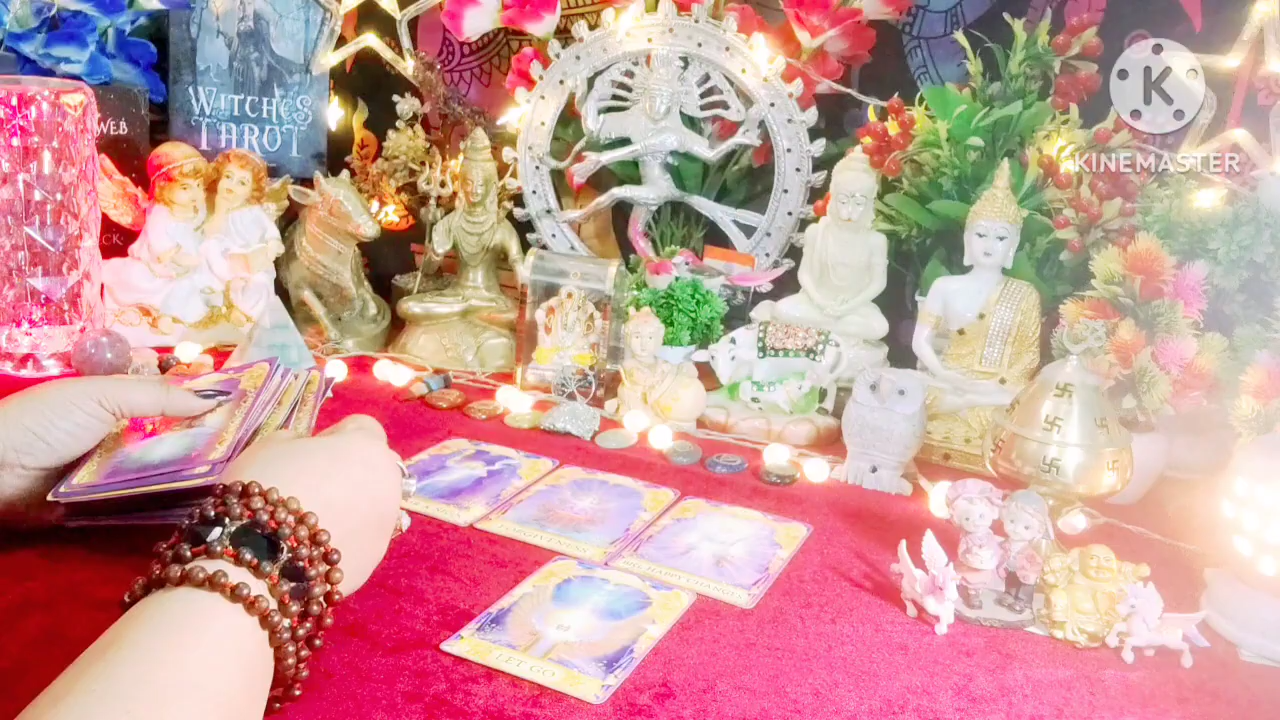 WITCHES
TAROT
WEB
K
KINEMASTER
FORGIVENESS
BIG, HAPPY CHANGES
LET GO